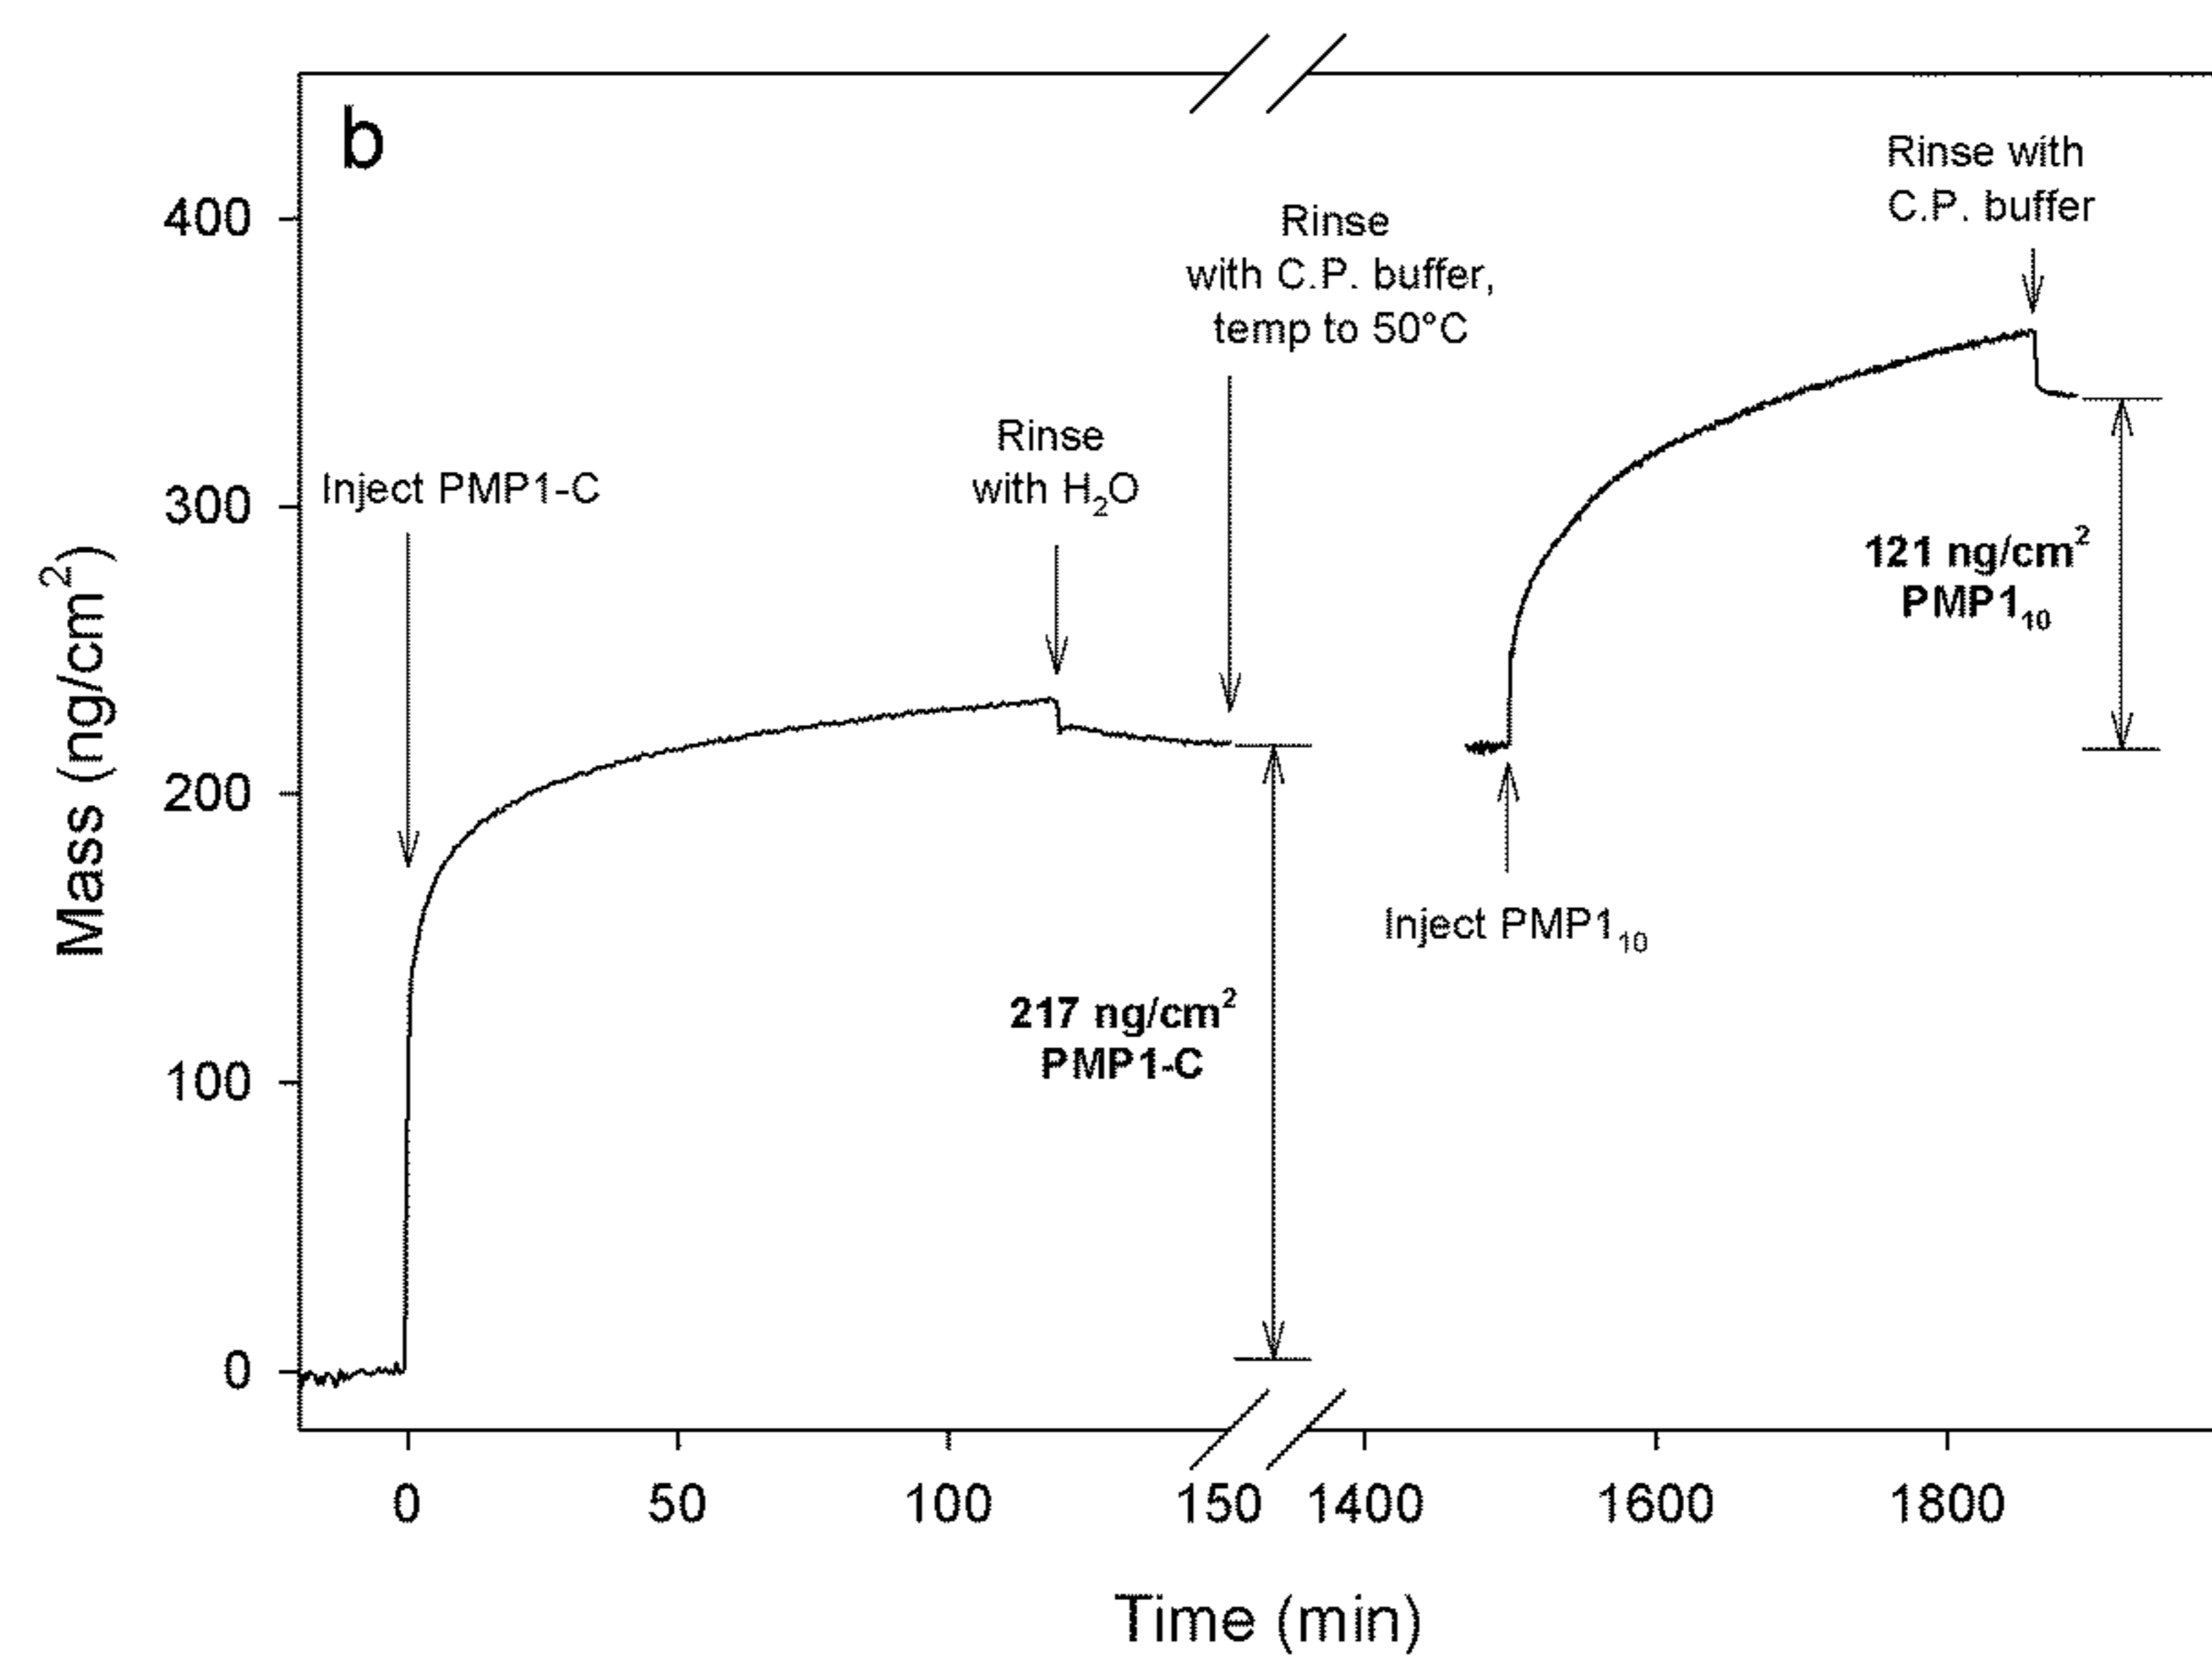 b
Rinse with
C.P. buffer
400
Rinse
with C.P. buffer,
temp to 50°C
Rinse
with H₂O
Inject PMP1-C
300
121 ng/cm²
PMP1₁₀
Mass (ng/cm²)
200
Inject PMP1₁₀
217 ng/cm²
PMP1-C
100
0
0 50 100 150 1400 1600 1800
Time (min)